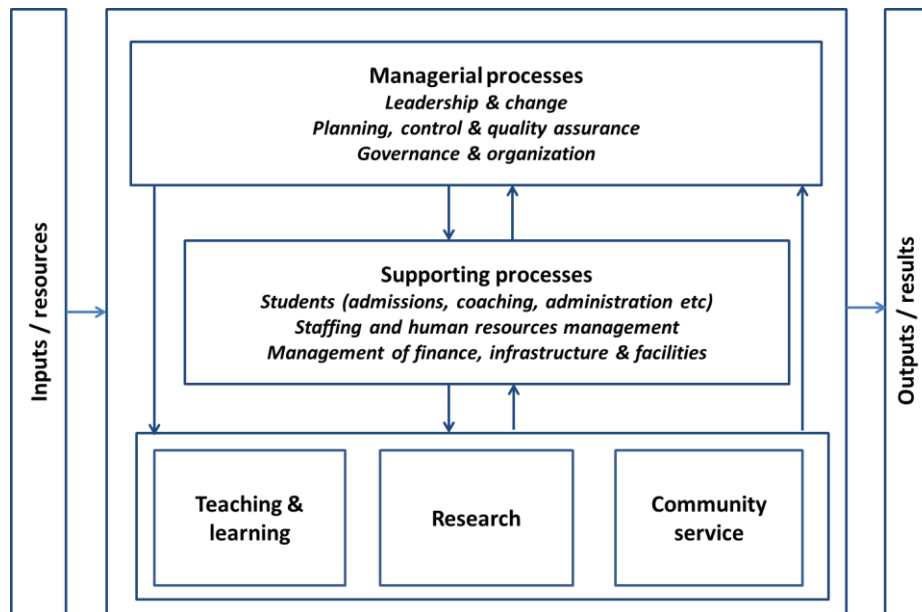 Inputs / resources
Managerial processes
Leadership & change
Planning, control & quality assurance
Governance & organization
Supporting processes
Students (admissions, coaching, administration etc)
Staffing and human resources management
Management of finance, infrastructure & facilities
Teaching &
learning
Research
Community
service
Outputs / results